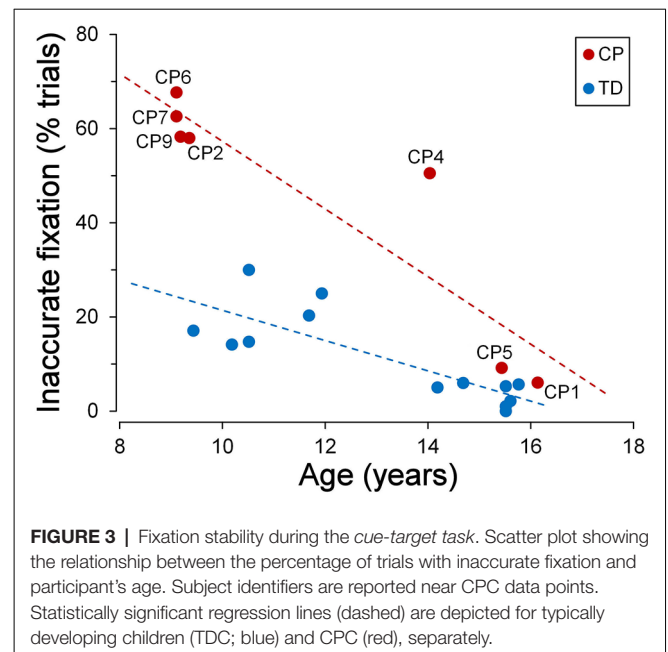 80
60
40
20
0
Inaccurate fixation (% trials)
CP
TD
CP6
CP7
CP9
CP2
CP4
CP5
CP1
8 10 12 14 16 18
Age (years)
FIGURE 3 | Fixation stability during the cue-target task. Scatter plot showing
the relationship between the percentage of trials with inaccurate fixation and
participant's age. Subject identifiers are reported near CPC data points.
Statistically significant regression lines (dashed) are depicted for typically
developing children (TDC; blue) and CPC (red), separately.